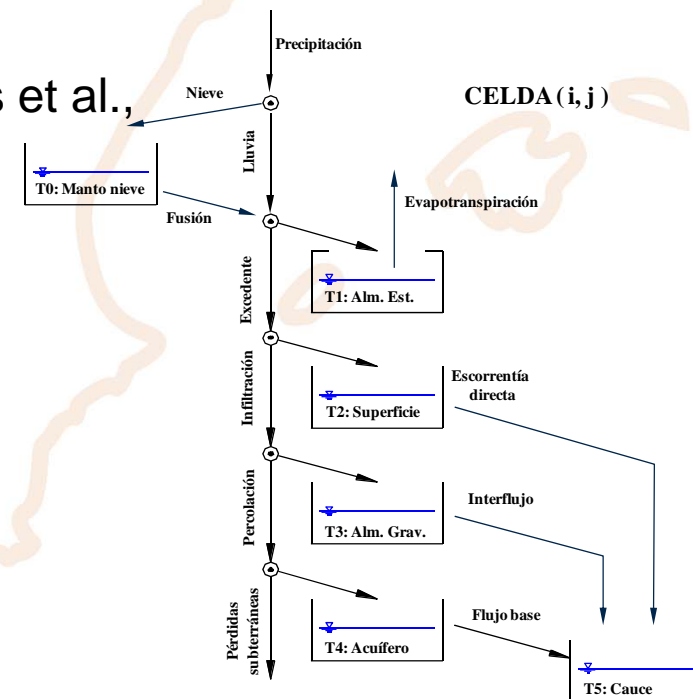 Precipitación
s et al.,
Nieve
CELDA ( i, j )
Lluvia
T0: Manto nieve
Evapotranspiración
Fusión
Excedente
T1: Alm. Est.
Infiltración
Escorrentía
directa
T2: Superficie
Percolación
Interflujo
T3: Alm. Grav.
Pérdidas
subterráneas
Flujo base
T4: Acuífero
T5: Cauce